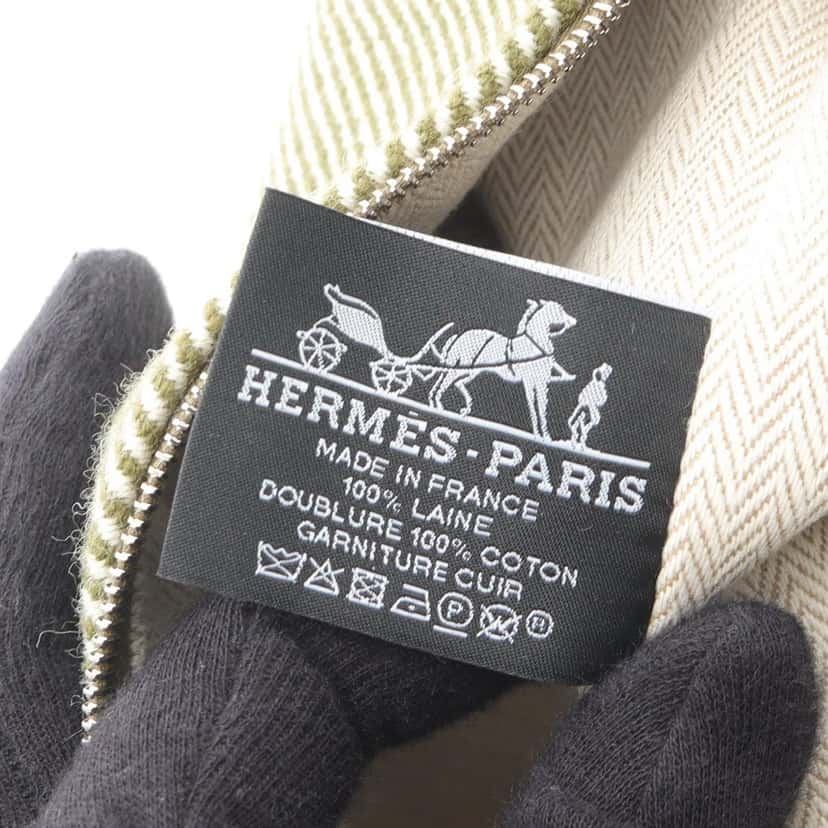 HERMÈS-PARIS
MADE IN FRANCE
100% LAINE
DOUBLURE 100% COTON
GARNITURE CUIR
P W H